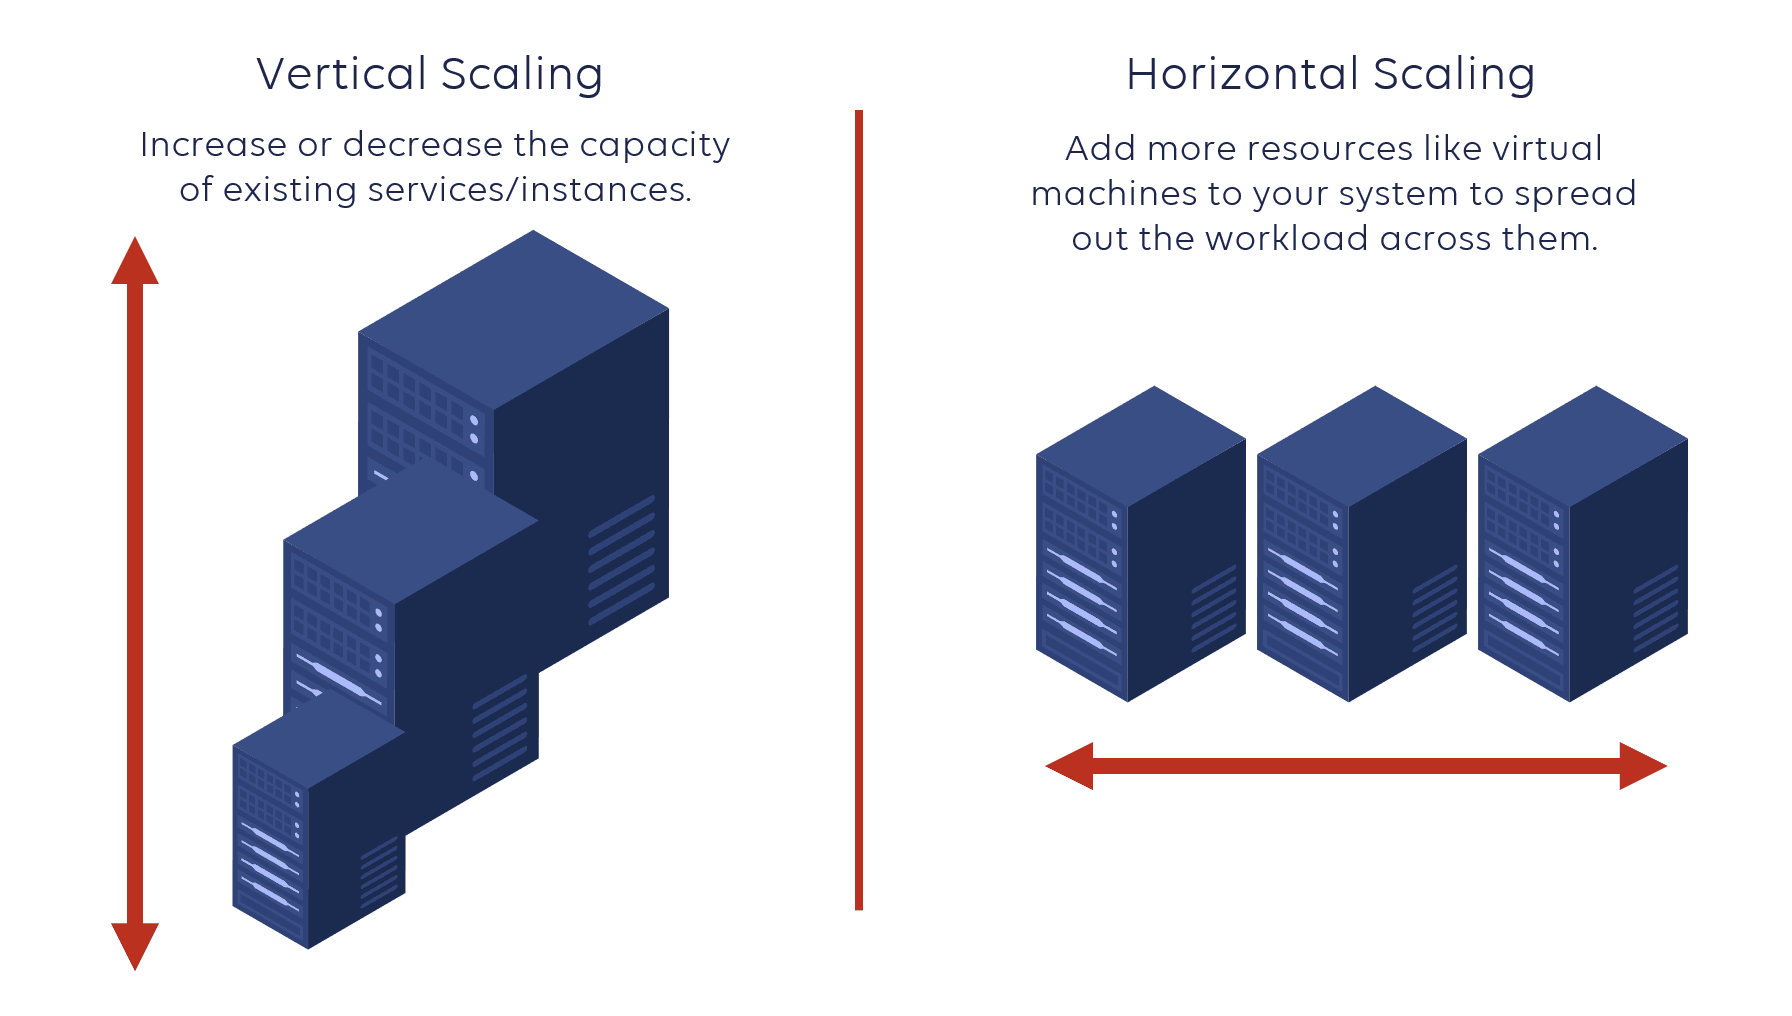 Vertical Scaling
Increase or decrease the capacity
of existing services/instances.
Horizontal Scaling
Add more resources like virtual
machines to your system to spread
out the workload across them.